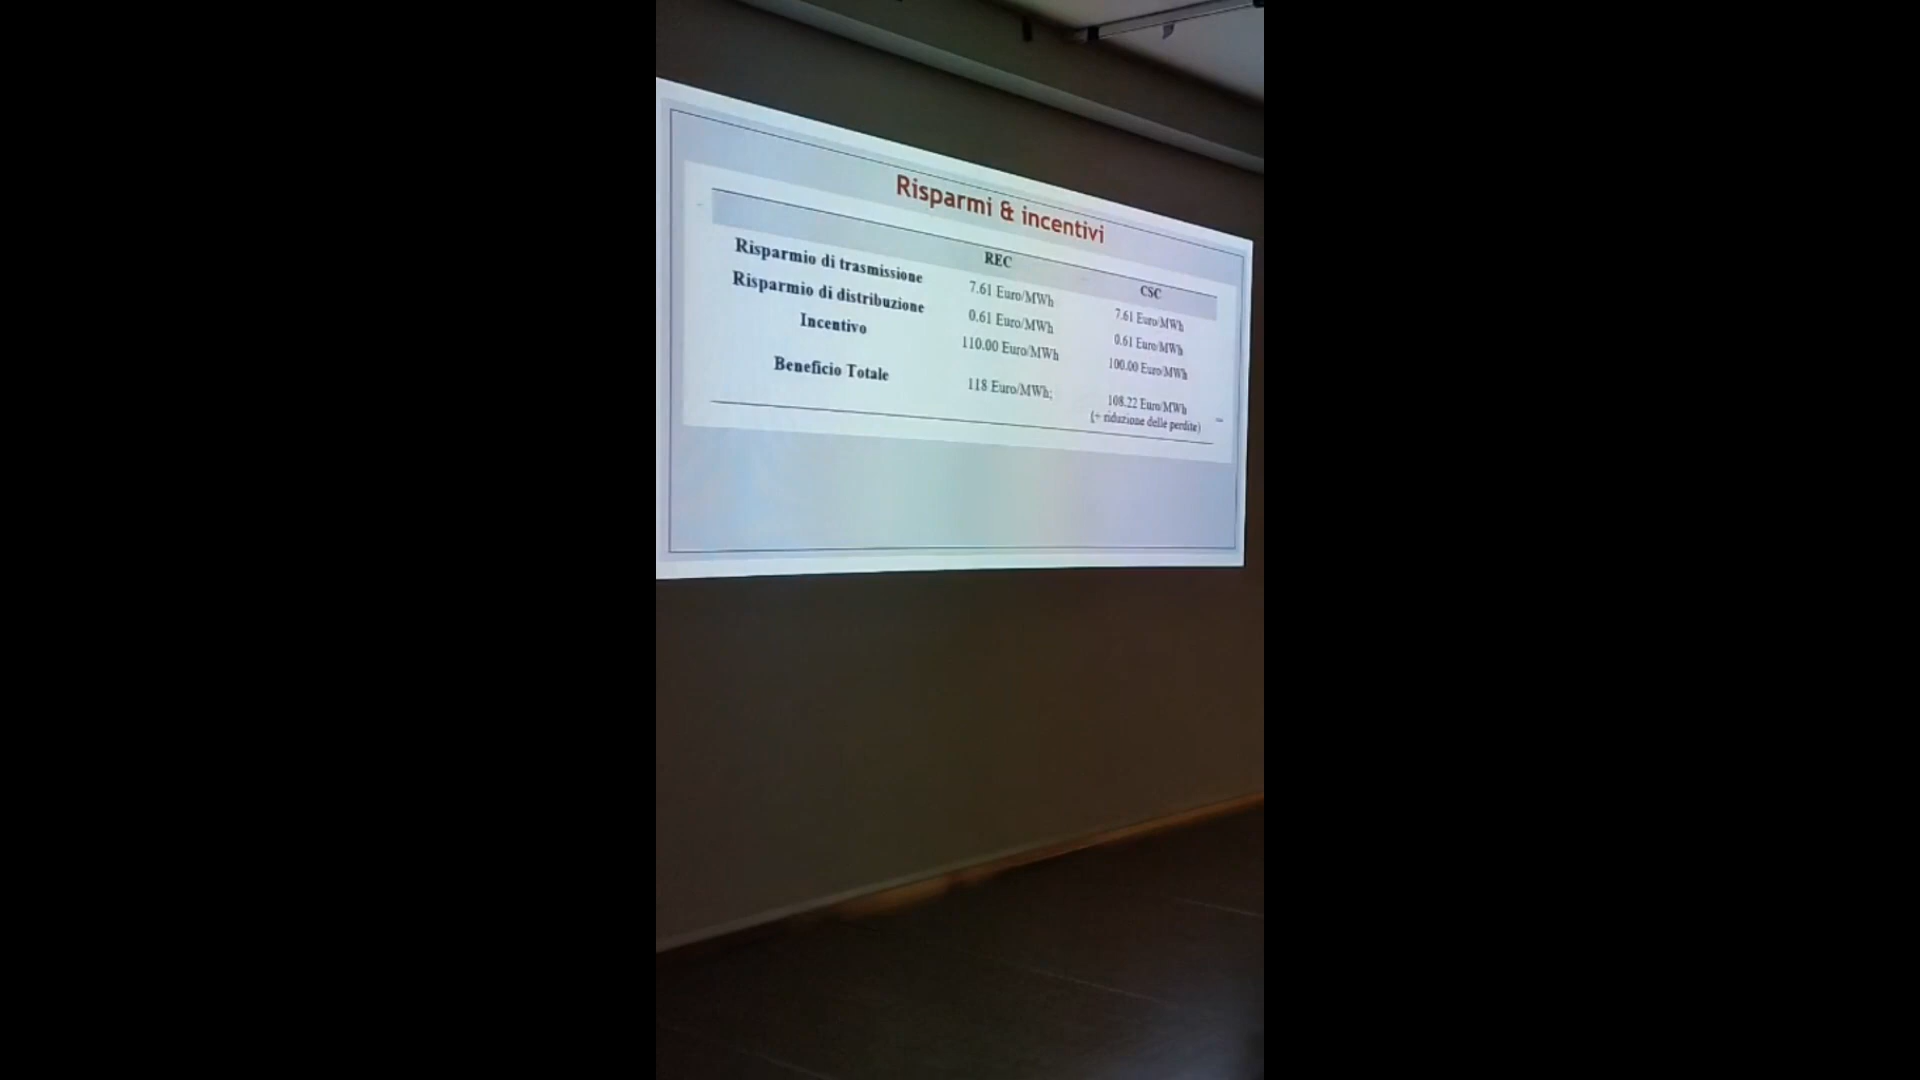 Risparmi & incentivi
REC CSC
Risparmio di trasmissione 7.61 Euro/MWh 7.61 Euro/MWh
Risparmio di distribuzione 0.61 Euro/MWh 0.61 Euro/MWh
Incentivo 110.00 Euro/MWh 100.00 Euro/MWh
Beneficio Totale 118 Euro/MWh; 108.22 Euro/MWh
(+ riduzione delle perdite)